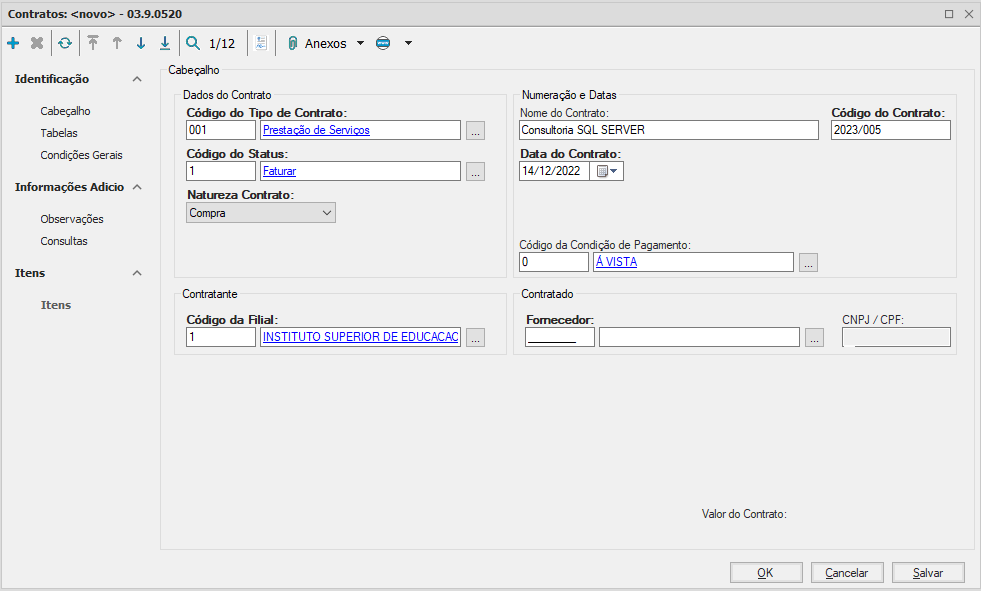 Contratos: <novo> - 03.9.0520
1/12
Anexos
Identificação
Cabeçalho
Tabelas
Condições Gerais
Informações Adicio
Observações
Consultas
Itens
Itens
Cabeçalho
Dados do Contrato
Código do Tipo de Contrato:
001 Prestação de Serviços ...
Código do Status:
1 Faturar ...
Natureza Contrato:
Compra
Numeração e Datas
Nome do Contrato: Código do Contrato:
Consultoria SQL SERVER 2023/005
Data do Contrato:
14/12/2022
Código da Condição de Pagamento:
0 Á VISTA ...
Contratante
Código da Filial:
1 INSTITUTO SUPERIOR DE EDUCACAC ...
Contratado
Fornecedor: CNPJ / CPF:
...
Valor do Contrato:
OK Cancelar Salvar